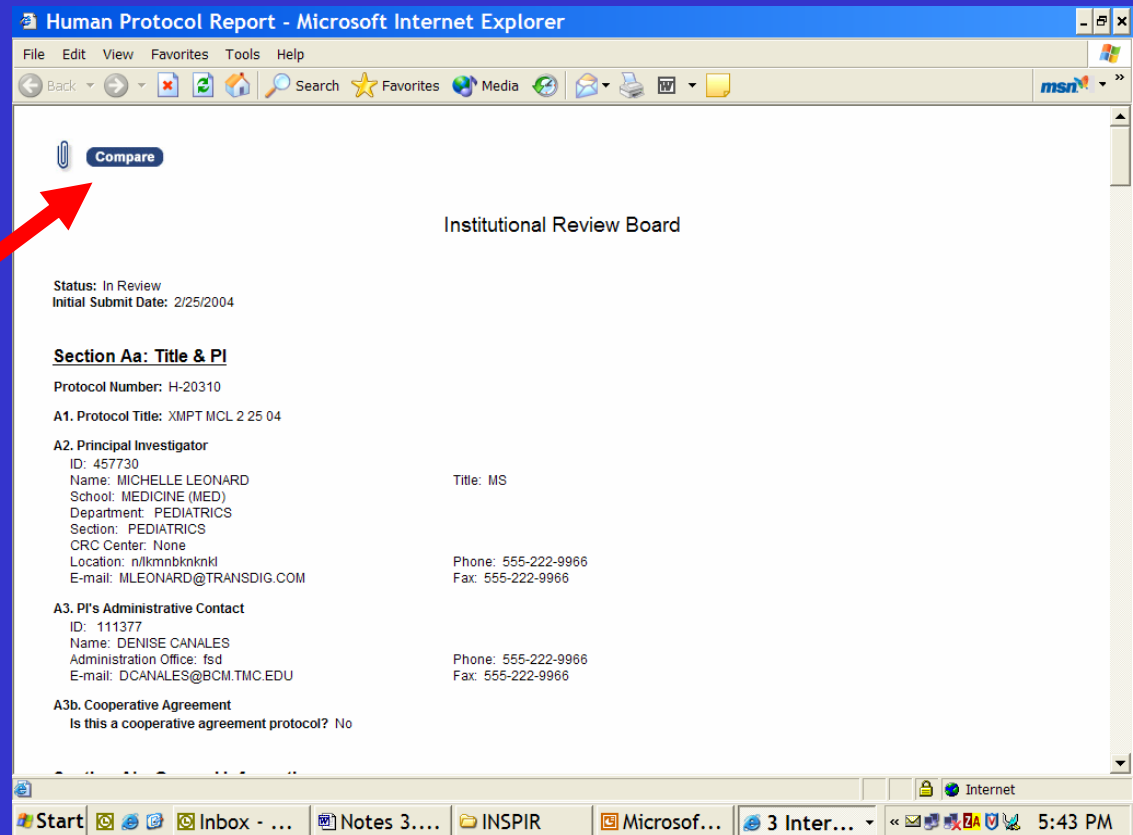 Human Protocol Report - Microsoft Internet Explorer
File Edit View Favorites Tools Help
Back Search Favorites Media msn
Compare
Institutional Review Board
Status: In Review
Initial Submit Date: 2/25/2004
Section Aa: Title & PI
Protocol Number: H-20310
A1. Protocol Title: XMPT MCL 2 25 04
A2. Principal Investigator
ID: 457730
Name: MICHELLE LEONARD Title: MS
School: MEDICINE (MED)
Department: PEDIATRICS
Section: PEDIATRICS
CRC Center: None
Location: n/lkmnbknknkl Phone: 555-222-9966
E-mail: MLEONARD@TRANSDIG.COM Fax: 555-222-9966
A3. PI's Administrative Contact
ID: 111377
Name: DENISE CANALES
Administration Office: fsd Phone: 555-222-9966
E-mail: DCANALES@BCM.TMC.EDU Fax: 555-222-9966
A3b. Cooperative Agreement
Is this a cooperative agreement protocol? No
Internet
Start Inbox - ... Notes 3.... INSPIR Microsof... 3 Inter... 5:43 PM